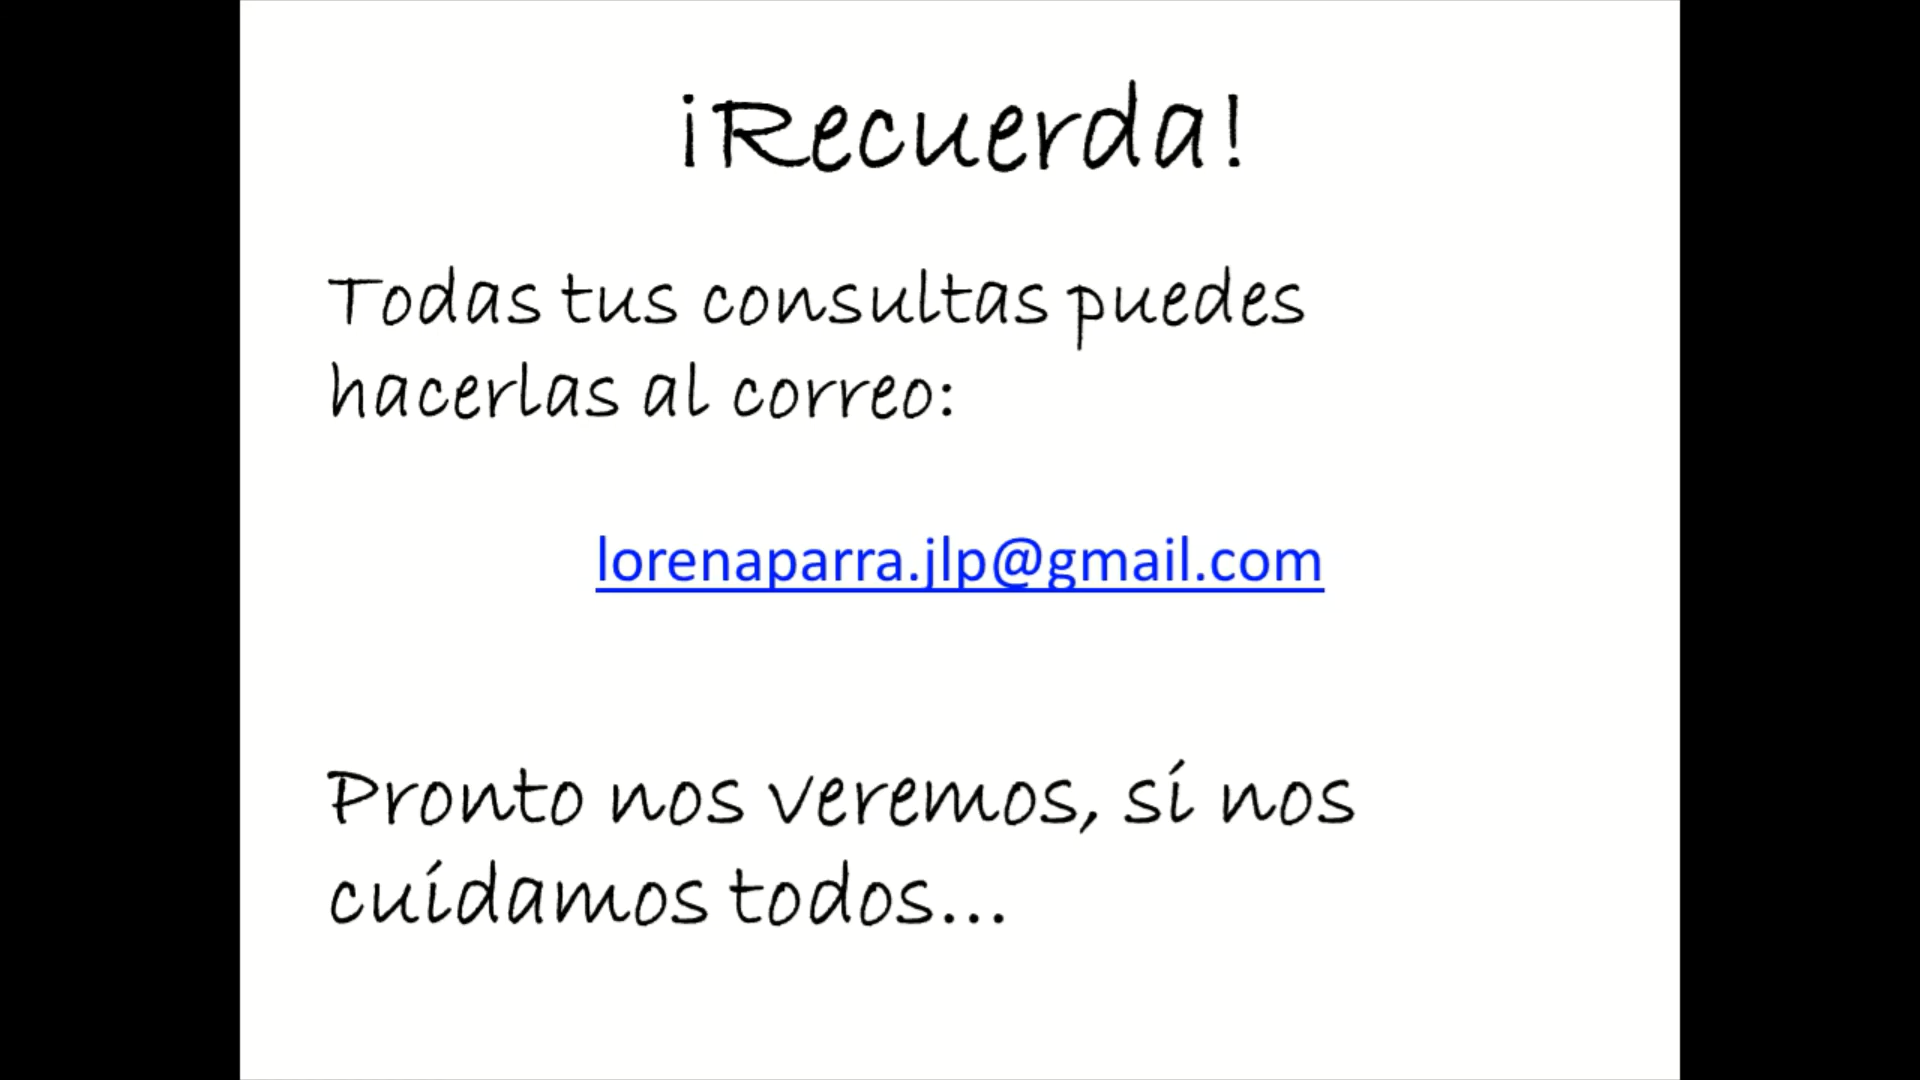 ¡Recuerda!
Todas tus consultas puedes
hacerlas al correo:
lorenaparra.jlp@gmail.com
Pronto nos veremos, si nos
cuidamos todos...